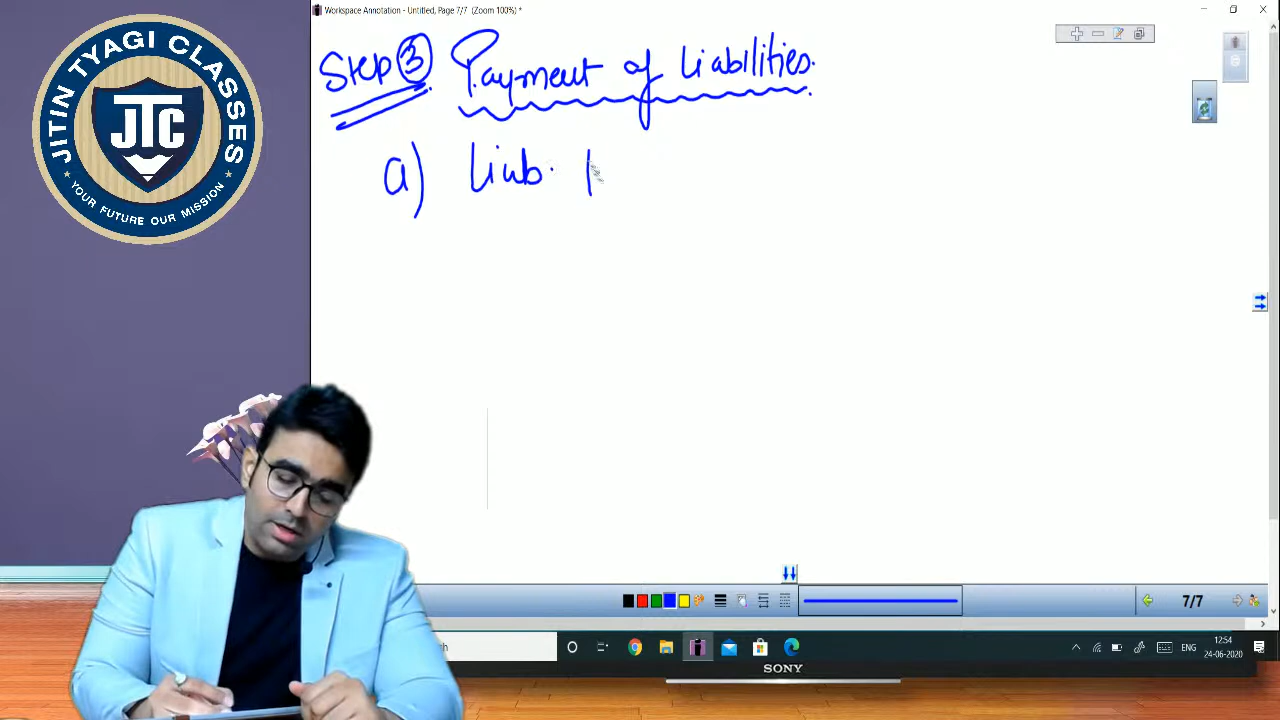 Workspace Annotation - Untitled, Page 7/7 (Zoom 100%) *
Step ③ Payment of Liabilities.
a) Liab.
JITIN TYAGI CLASSES
JTC
★ YOUR FUTURE OUR MISSION ★
7/7
rch
12:54
ENG
24-06-2020
SONY